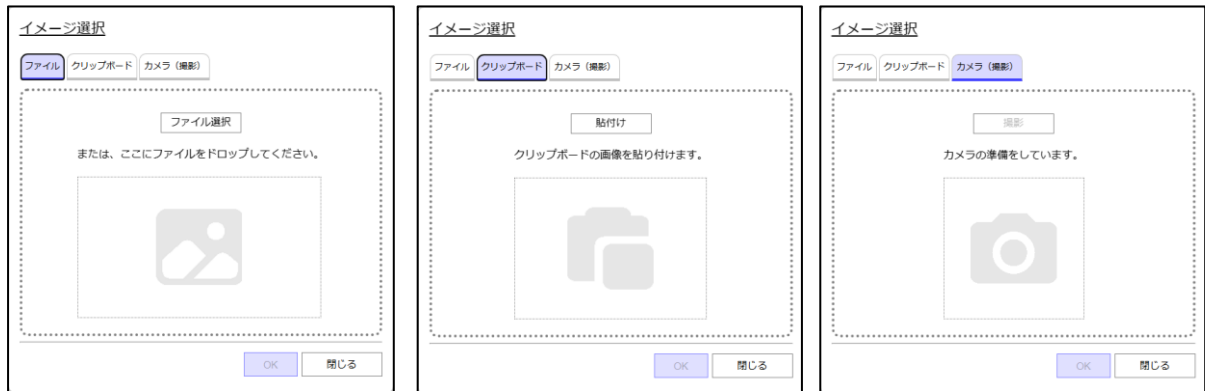 イメージ選択
ファイル クリップボード カメラ（撮影）
ファイル選択
または、ここにファイルをドロップしてください。
OK 閉じる
イメージ選択
ファイル クリップボード カメラ（撮影）
貼付け
クリップボードの画像を貼り付けます。
OK 閉じる
イメージ選択
ファイル クリップボード カメラ（撮影）
撮影
カメラの準備をしています。
OK 閉じる